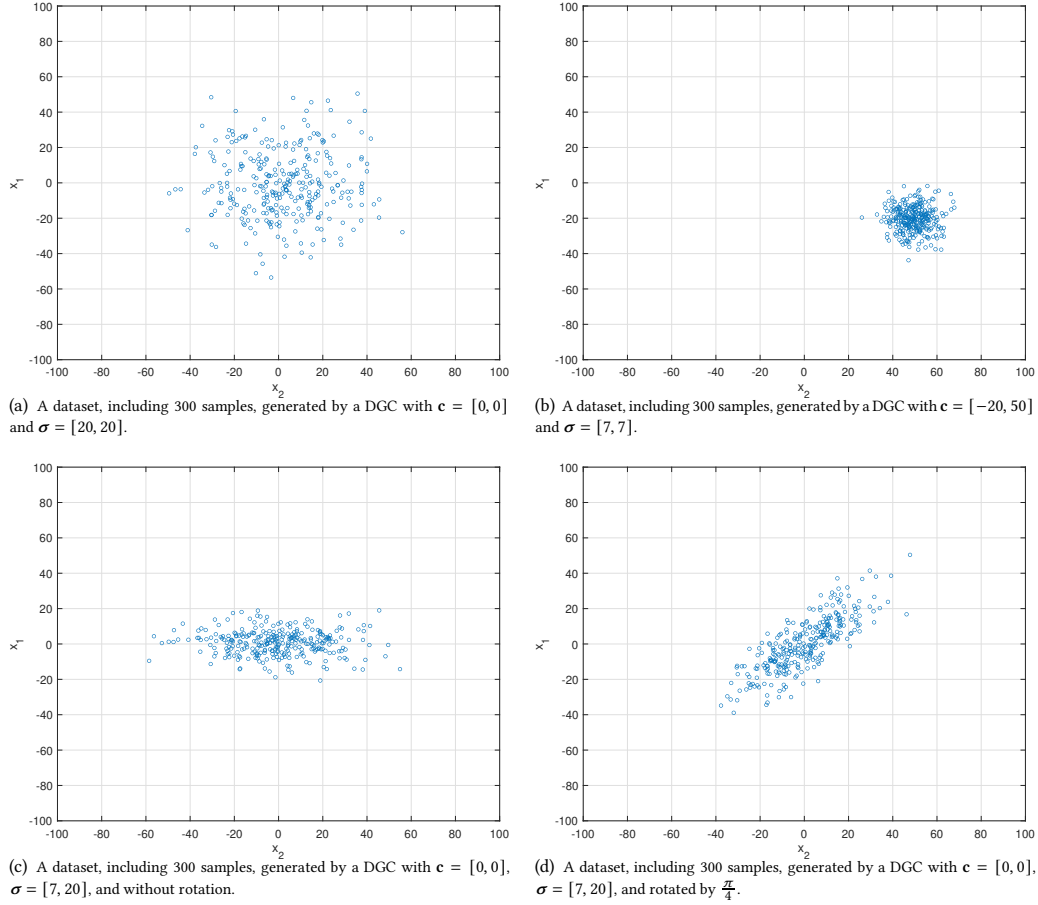 100
80
60
40
20
0
-20
-40
-60
-80
-100
x1
-100 -80 -60 -40 -20 0 20 40 60 80 100
x2
(a) A dataset, including 300 samples, generated by a DGC with c = [0, 0]
and σ = [20, 20].
100
80
60
40
20
0
-20
-40
-60
-80
-100
x1
-100 -80 -60 -40 -20 0 20 40 60 80 100
x2
(b) A dataset, including 300 samples, generated by a DGC with c = [−20, 50]
and σ = [7, 7].
100
80
60
40
20
0
-20
-40
-60
-80
-100
x1
-100 -80 -60 -40 -20 0 20 40 60 80 100
x2
(c) A dataset, including 300 samples, generated by a DGC with c = [0, 0],
σ = [7, 20], and without rotation.
100
80
60
40
20
0
-20
-40
-60
-80
-100
x1
-100 -80 -60 -40 -20 0 20 40 60 80 100
x2
(d) A dataset, including 300 samples, generated by a DGC with c = [0, 0],
σ = [7, 20], and rotated by π/4.